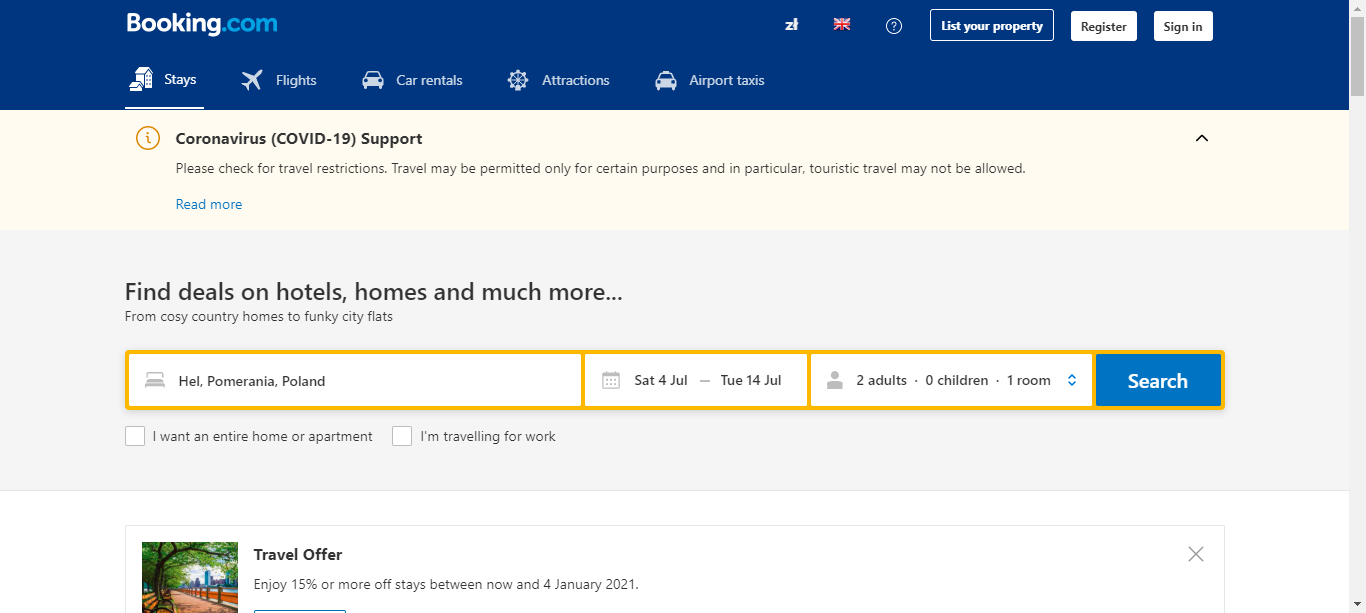 Booking.com
zł
List your property
Register
Sign in
Stays
Flights
Car rentals
Attractions
Airport taxis
Coronavirus (COVID-19) Support
Please check for travel restrictions. Travel may be permitted only for certain purposes and in particular, touristic travel may not be allowed.
Read more
Find deals on hotels, homes and much more...
From cosy country homes to funky city flats
Hel, Pomerania, Poland
Sat 4 Jul — Tue 14 Jul
2 adults · 0 children · 1 room
Search
I want an entire home or apartment
I'm travelling for work
Travel Offer
Enjoy 15% or more off stays between now and 4 January 2021.